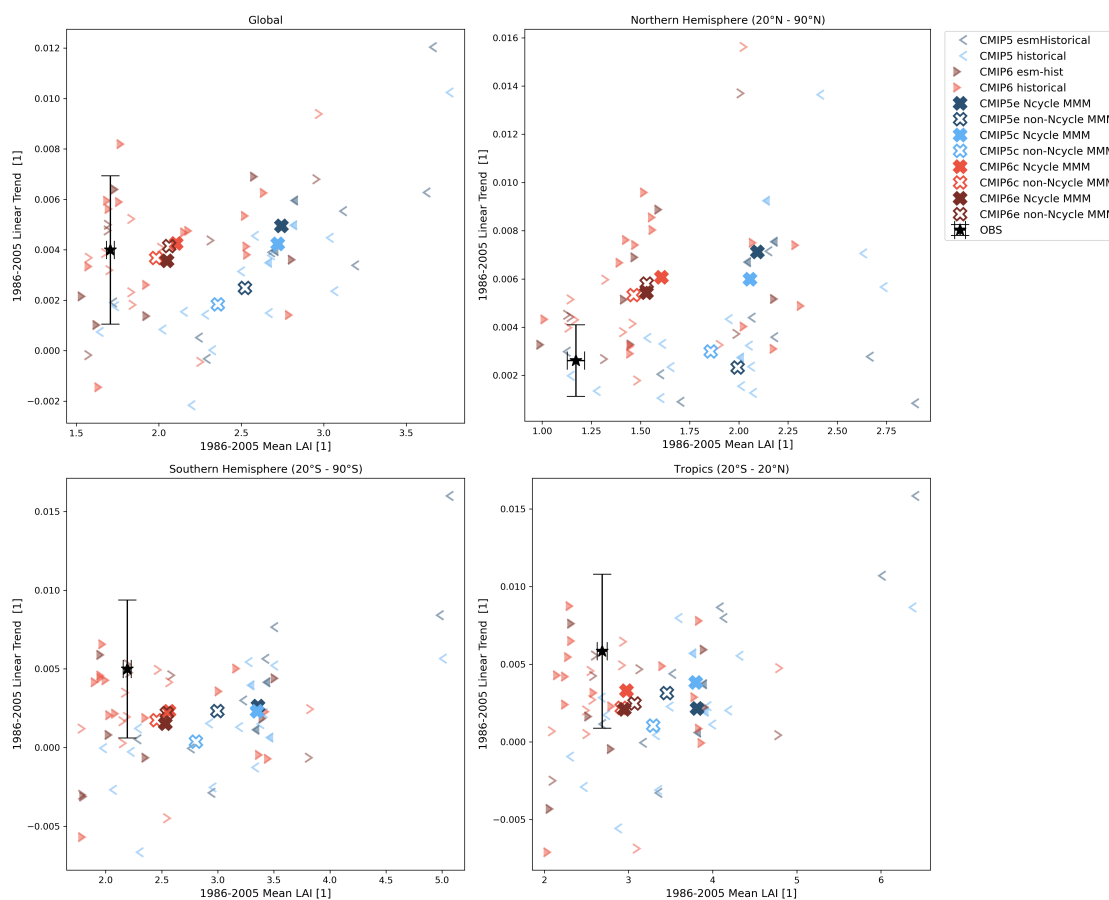 Global
0.012
0.010
0.008
0.006
0.004
0.002
0.000
−0.002
1986-2005 Linear Trend [1]
1.5 2.0 2.5 3.0 3.5
1986-2005 Mean LAI [1]
Northern Hemisphere (20°N - 90°N)
0.016
0.014
0.012
0.010
0.008
0.006
0.004
0.002
1986-2005 Linear Trend [1]
1.00 1.25 1.50 1.75 2.00 2.25 2.50 2.75
1986-2005 Mean LAI [1]
CMIP5 esmHistorical
CMIP5 historical
CMIP6 esm-hist
CMIP6 historical
CMIP5e Ncycle MMM
CMIP5e non-Ncycle MMM
CMIP5c Ncycle MMM
CMIP5c non-Ncycle MMM
CMIP6c Ncycle MMM
CMIP6c non-Ncycle MMM
CMIP6e Ncycle MMM
CMIP6e non-Ncycle MMM
OBS
Southern Hemisphere (20°S - 90°S)
0.015
0.010
0.005
0.000
−0.005
1986-2005 Linear Trend [1]
2.0 2.5 3.0 3.5 4.0 4.5 5.0
1986-2005 Mean LAI [1]
Tropics (20°S - 20°N)
0.015
0.010
0.005
0.000
−0.005
1986-2005 Linear Trend [1]
2 3 4 5 6
1986-2005 Mean LAI [1]